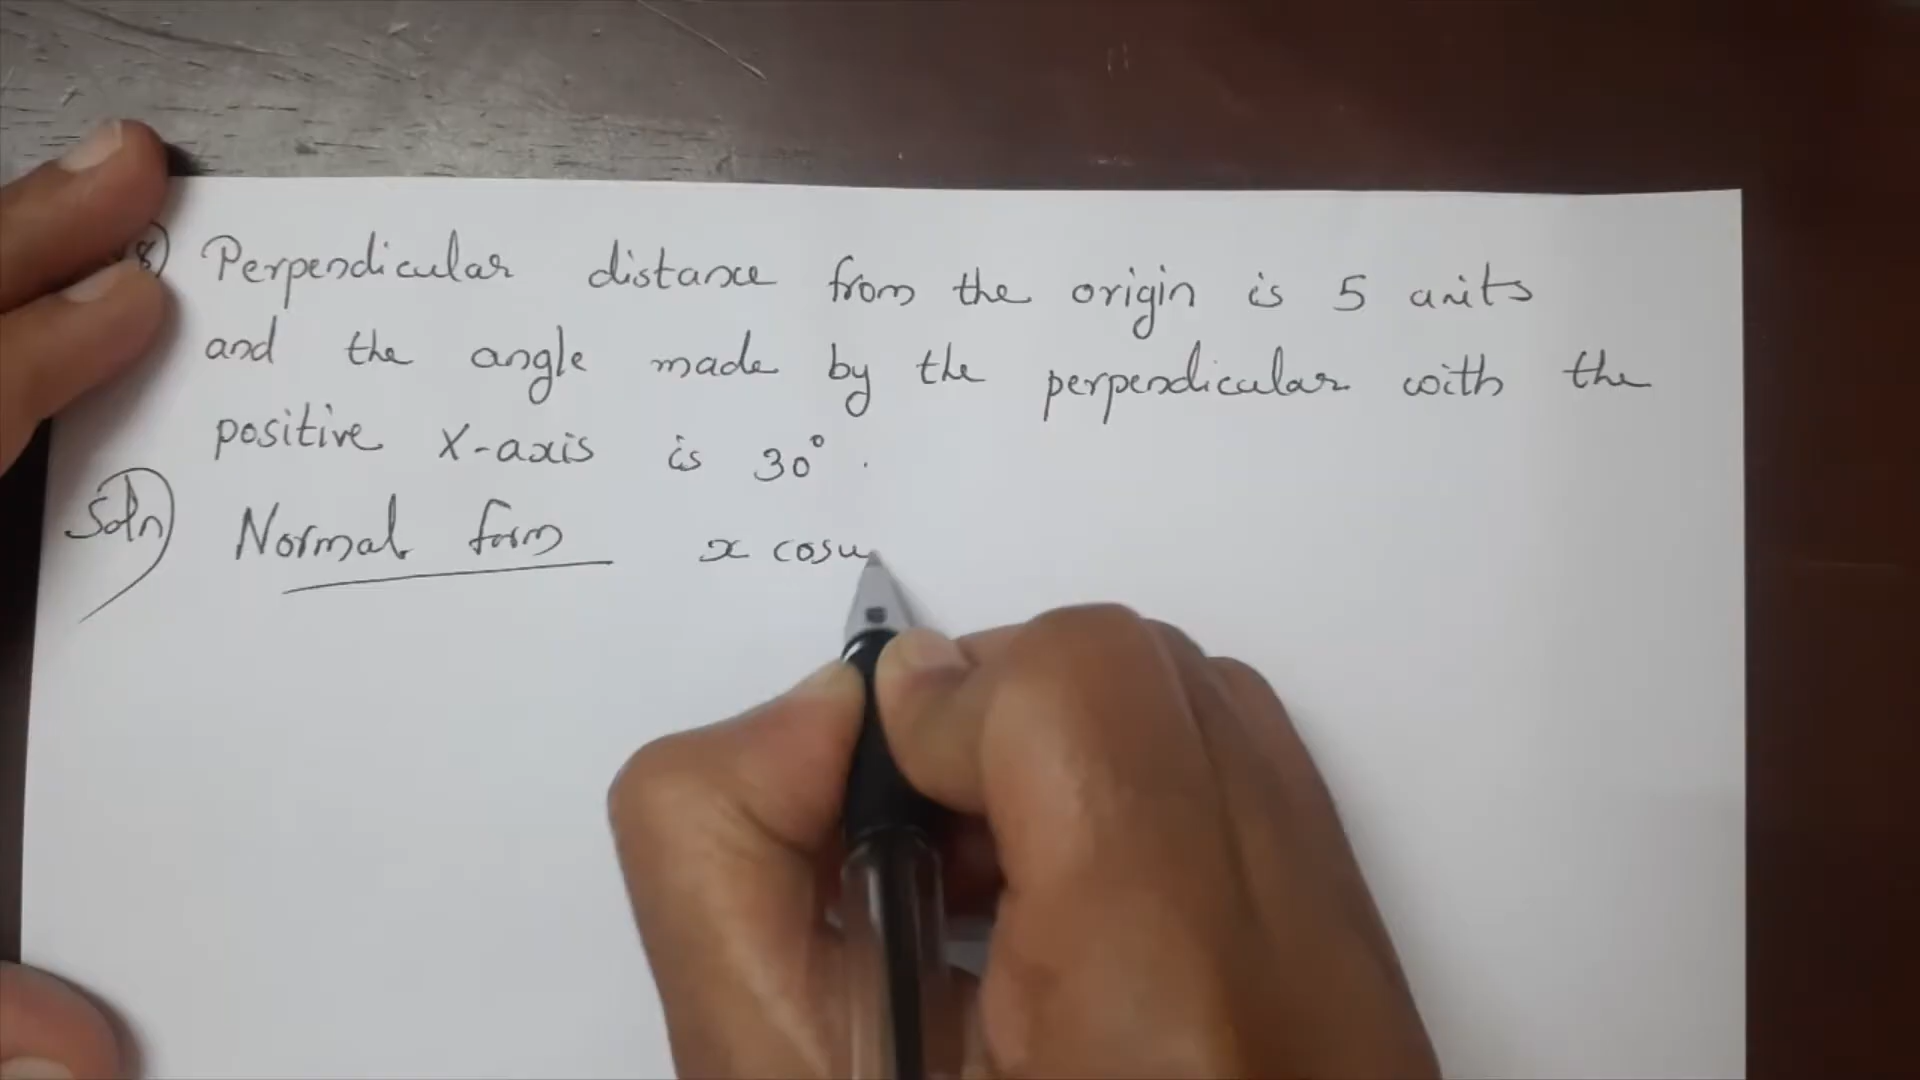 8) Perpendicular distance from the origin is 5 units
and the angle made by the perpendicular with the
positive X-axis is 30°.
Soln) Normal form x cosω